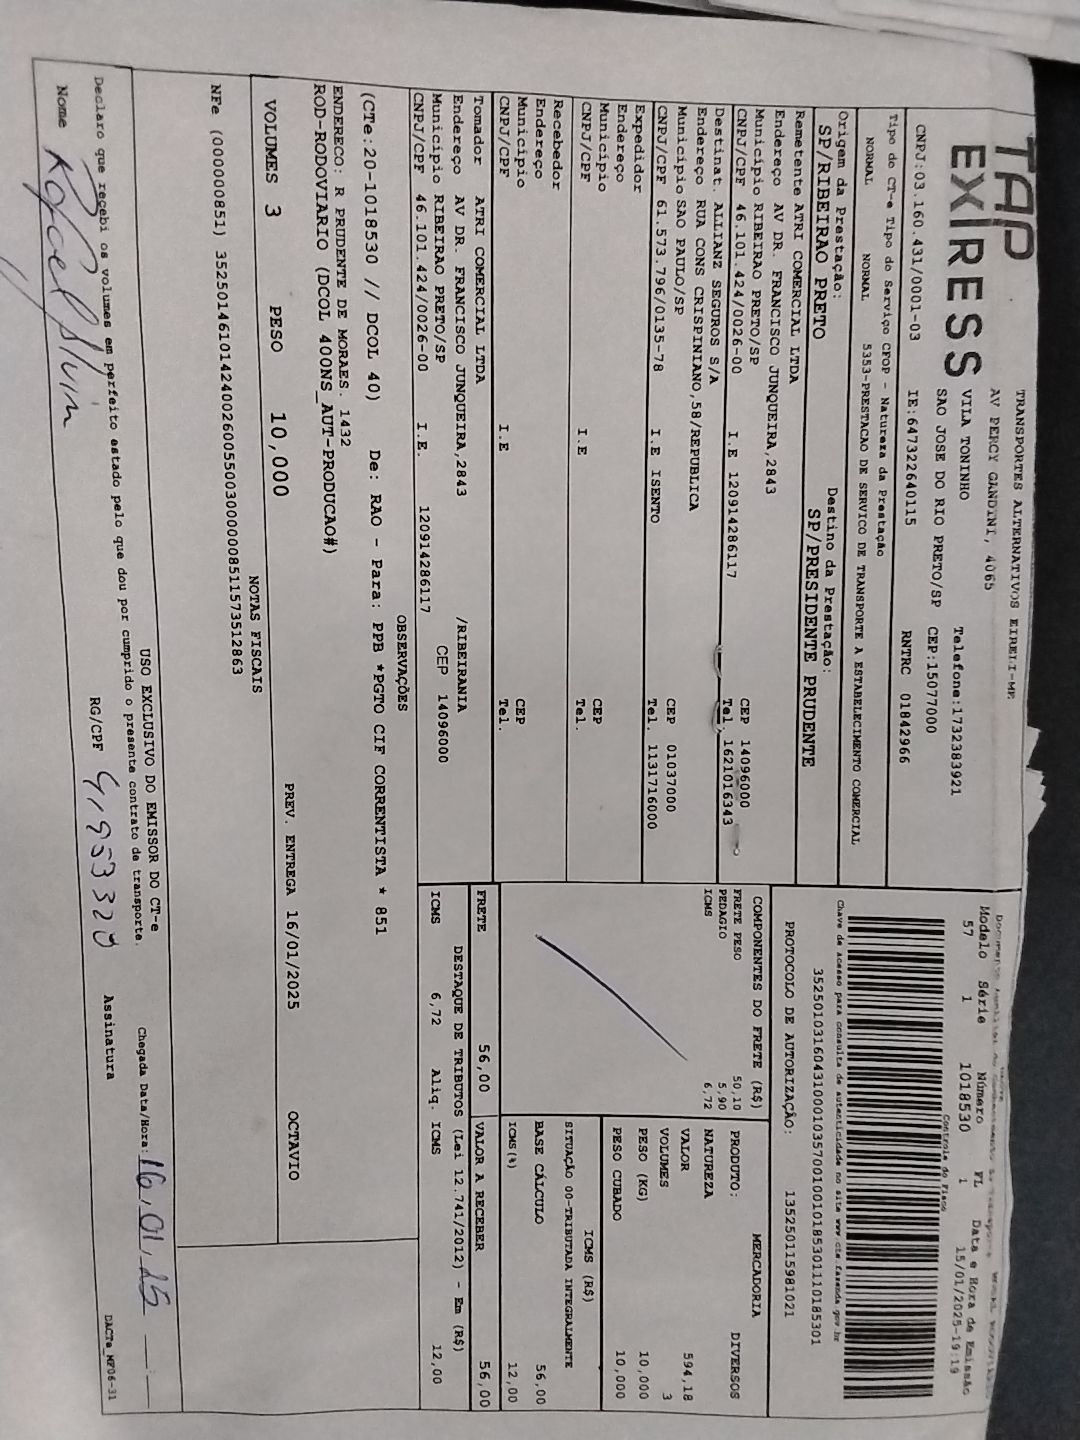 TAP
EXPRESS
TRANSPORTES ALTERNATIVOS EIRELI-ME
AV PERCY GANDINI, 4065
VILA TONINHO Telefone:1732383921
SAO JOSE DO RIO PRETO/SP CEP:15077000
CNPJ:03.160.431/0001-03 IE:647322640115 RNTRC 01842966
Modelo Série Número FL Data e Hora de Emissão
57 1 1018530 1 15/01/2025-19:19
Controle do Fisco
Chave de acesso para consulta de autenticidade no site www.cte.fazenda.gov.br
35250103160431000103570010010185301110185301
PROTOCOLO DE AUTORIZAÇÃO: 135250115981021
Tipo do CT-e Tipo do Serviço CFOP - Natureza da Prestação
NORMAL NORMAL 5353-PRESTACAO DE SERVICO DE TRANSPORTE A ESTABELECIMENTO COMERCIAL
Origem da Prestação: Destino da Prestação:
SP/RIBEIRAO PRETO SP/PRESIDENTE PRUDENTE
Remetente ATRI COMERCIAL LTDA
Endereço AV DR. FRANCISCO JUNQUEIRA,2843
Municipio RIBEIRAO PRETO/SP CEP 14096000
CNPJ/CPF 46.101.424/0026-00 I.E 120914286117 Tel. 1621016343
Destinat. ALLIANZ SEGUROS S/A
Endereço RUA CONS CRISPINIANO,58/REPUBLICA
Municipio SAO PAULO/SP CEP 01037000
CNPJ/CPF 61.573.796/0135-78 I.E ISENTO Tel. 1131716000
Expedidor
Endereço
Municipio CEP
CNPJ/CPF I.E Tel.
Recebedor
Endereço
Municipio CEP
CNPJ/CPF I.E Tel.
Tomador ATRI COMERCIAL LTDA
Endereço AV DR. FRANCISCO JUNQUEIRA,2843 /RIBEIRANIA
Municipio RIBEIRAO PRETO/SP CEP 14096000
CNPJ/CPF 46.101.424/0026-00 I.E. 120914286117
COMPONENTES DO FRETE (R$)
FRETE PESO 50,10
PEDAGIO 5,90
ICMS 6,72
MERCADORIA
PRODUTO: DIVERSOS
NATUREZA
VALOR 594,18
VOLUMES 3
PESO (KG) 10,000
PESO CUBADO 10,000
ICMS (R$)
SITUAÇÃO 00-TRIBUTADA INTEGRALMENTE
BASE CÁLCULO 56,00
ICMS(%) 12,00
FRETE 56,00 VALOR A RECEBER 56,00
DESTAQUE DE TRIBUTOS (Lei 12.741/2012) - Em (R$)
ICMS 6,72 Aliq. ICMS 12,00
OBSERVAÇÕES
(CTe:20-1018530 // DCOL 40) De: RAO - Para: PPB *PGTO CIF CORRENTISTA * 851
ENDERECO: R PRUDENTE DE MORAES. 1432
ROD-RODOVIARIO (DCOL 400NS_AUT-PRODUCAO#)
VOLUMES 3 PESO 10,000 PREV. ENTREGA 16/01/2025 OCTAVIO
NOTAS FISCAIS
NFe (000000851) 35250146101424002600550030000008511573512863
USO EXCLUSIVO DO EMISSOR DO CT-e
Chegada Data/Hora: 16,01,25 __:__
Declaro que recebi os volumes em perfeito estado pelo que dou por cumprido o presente contrato de transporte.
Nome RG/CPF Assinatura
DACTe_MF06-31